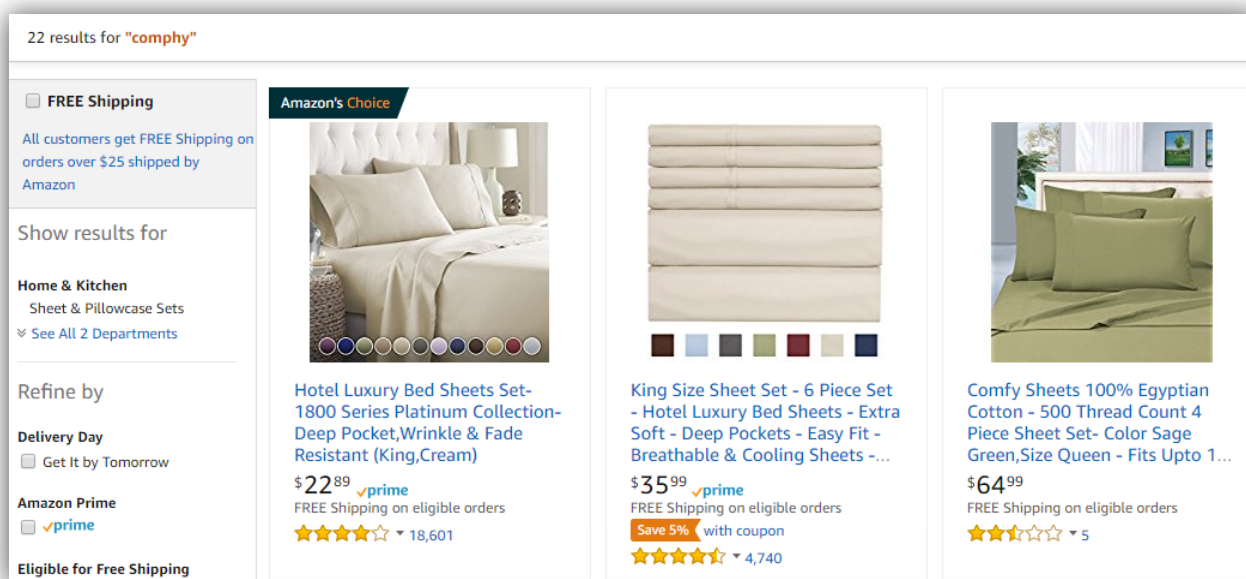 22 results for "comphy"
FREE Shipping
All customers get FREE Shipping on
orders over $25 shipped by
Amazon
Show results for
Home & Kitchen
Sheet & Pillowcase Sets
See All 2 Departments
Refine by
Delivery Day
Get It by Tomorrow
Amazon Prime
prime
Eligible for Free Shipping
Amazon's Choice
Hotel Luxury Bed Sheets Set-
1800 Series Platinum Collection-
Deep Pocket,Wrinkle & Fade
Resistant (King,Cream)
$22 89 prime
FREE Shipping on eligible orders
18,601
King Size Sheet Set - 6 Piece Set
- Hotel Luxury Bed Sheets - Extra
Soft - Deep Pockets - Easy Fit -
Breathable & Cooling Sheets -...
$35 99 prime
FREE Shipping on eligible orders
Save 5% with coupon
4,740
Comfy Sheets 100% Egyptian
Cotton - 500 Thread Count 4
Piece Sheet Set- Color Sage
Green,Size Queen - Fits Upto 1...
$64 99
FREE Shipping on eligible orders
5